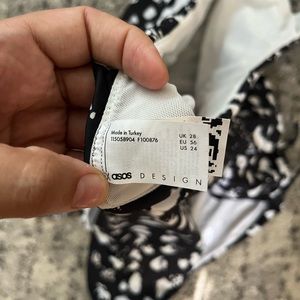 Made in Turkey
115058904 F100876
UK 28
EU 56
US 24
asos DESIGN